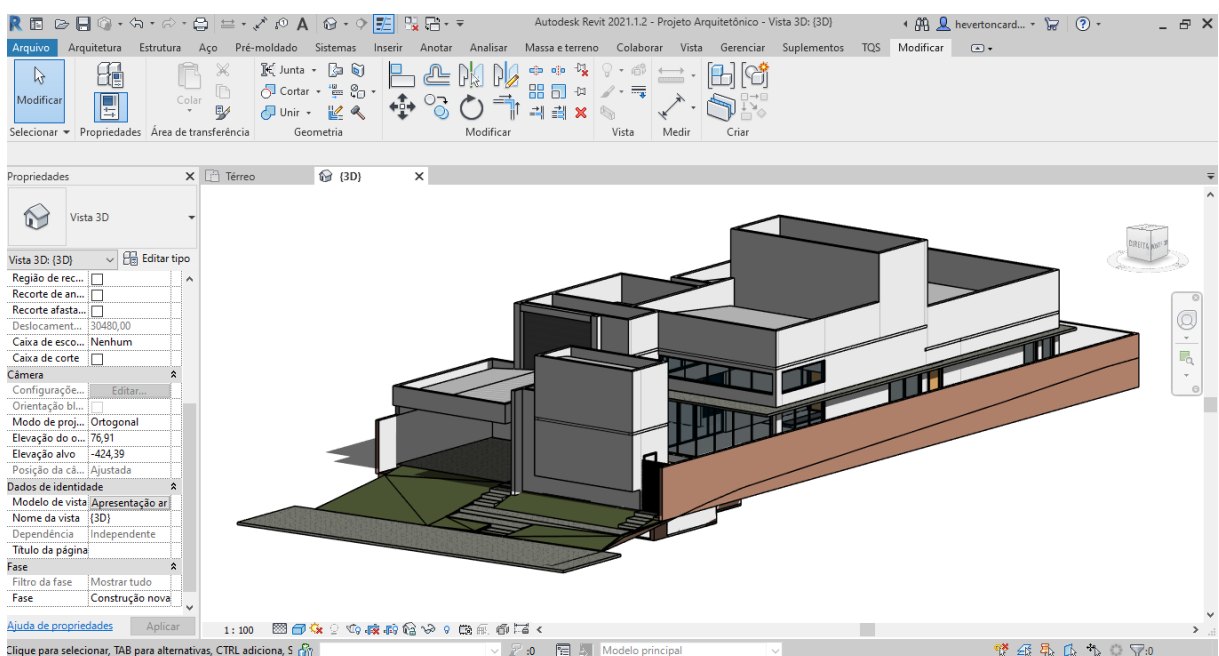 Autodesk Revit 2021.1.2 - Projeto Arquitetônico - Vista 3D: {3D}
hevertoncard...
Arquivo Arquitetura Estrutura Aço Pré-moldado Sistemas Inserir Anotar Analisar Massa e terreno Colaborar Vista Gerenciar Suplementos TQS Modificar
Modificar
Colar
Junta
Cortar
Unir
Selecionar Propriedades Área de transferência Geometria Modificar Vista Medir Criar
Propriedades
Térreo
{3D}
Vista 3D
Vista 3D: {3D}
Editar tipo
Região de rec...
Recorte de an...
Recorte afasta...
Deslocament... 30480,00
Caixa de esco... Nenhum
Caixa de corte
Câmera
Configuraçõe... Editar...
Orientação bl...
Modo de proj... Ortogonal
Elevação do o... 76,91
Elevação alvo -424,39
Posição da câ... Ajustada
Dados de identidade
Modelo de vista Apresentação ar
Nome da vista {3D}
Dependência Independente
Título da página
Fase
Filtro da fase Mostrar tudo
Fase Construção nova
Ajuda de propriedades Aplicar
1 : 100
DIREITA
Clique para selecionar, TAB para alternativas, CTRL adiciona, S
:0
Modelo principal
:0